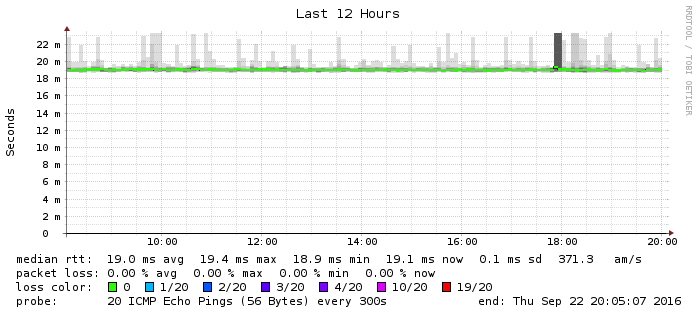 Last 12 Hours
RRDTOOL / TOBI OETIKER
Seconds
22 m
20 m
18 m
16 m
14 m
12 m
10 m
8 m
6 m
4 m
2 m
0
10:00 12:00 14:00 16:00 18:00 20:00
median rtt: 19.0 ms avg 19.4 ms max 18.9 ms min 19.1 ms now 0.1 ms sd 371.3 am/s
packet loss: 0.00 % avg 0.00 % max 0.00 % min 0.00 % now
loss color: 0 1/20 2/20 3/20 4/20 10/20 19/20
probe: 20 ICMP Echo Pings (56 Bytes) every 300s end: Thu Sep 22 20:05:07 2016